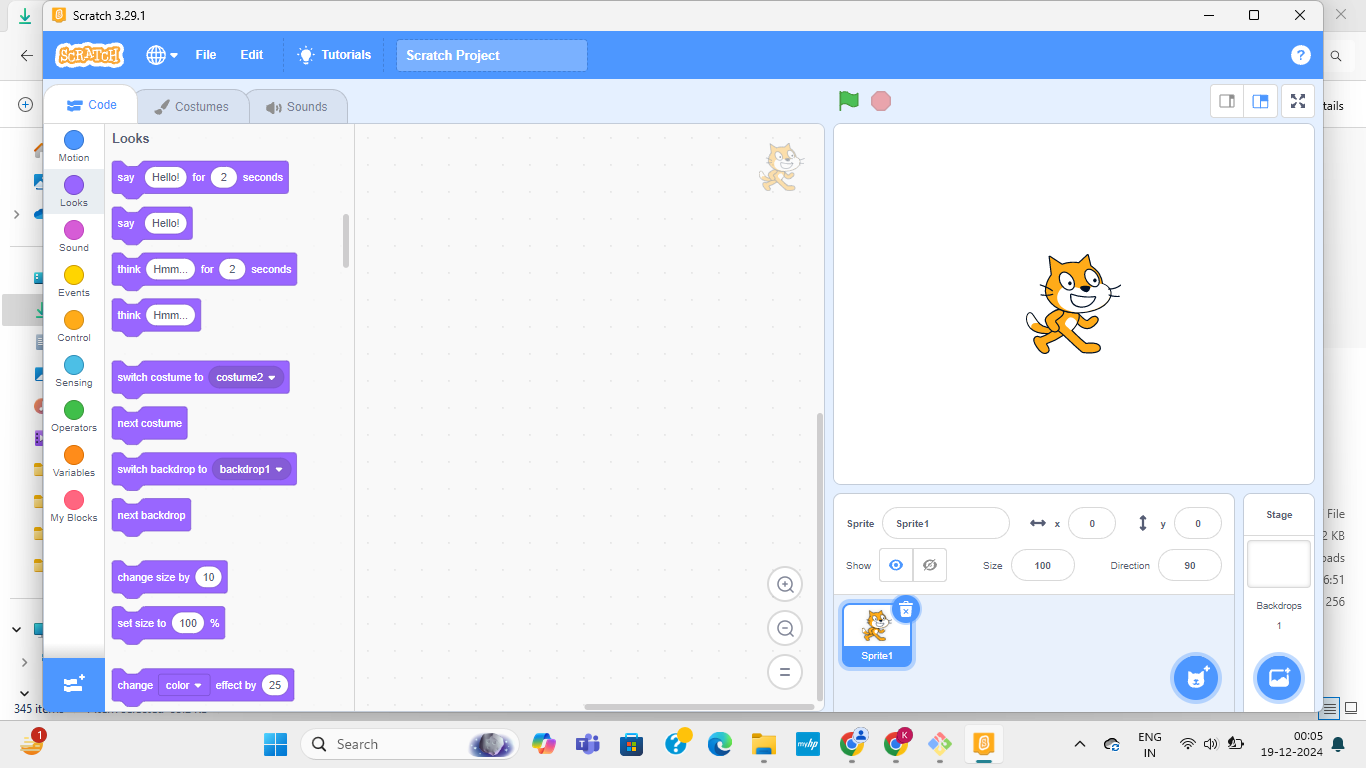 Scratch 3.29.1
SCRATCH
File
Edit
Tutorials
Scratch Project
?
Code
Costumes
Sounds
tails
Motion
Looks
Sound
Events
Control
Sensing
Operators
Variables
My Blocks
Looks
say Hello! for 2 seconds
say Hello!
think Hmm... for 2 seconds
think Hmm...
switch costume to costume2
next costume
switch backdrop to backdrop1
next backdrop
change size by 10
set size to 100 %
change color effect by 25
Sprite Sprite1 x 0 y 0
Show Size 100 Direction 90
Sprite1
Stage
Backdrops
1
File
2 KB
oads
6:51
256
345 items
1
Search
myhp
K
ENG
IN
00:05
19-12-2024